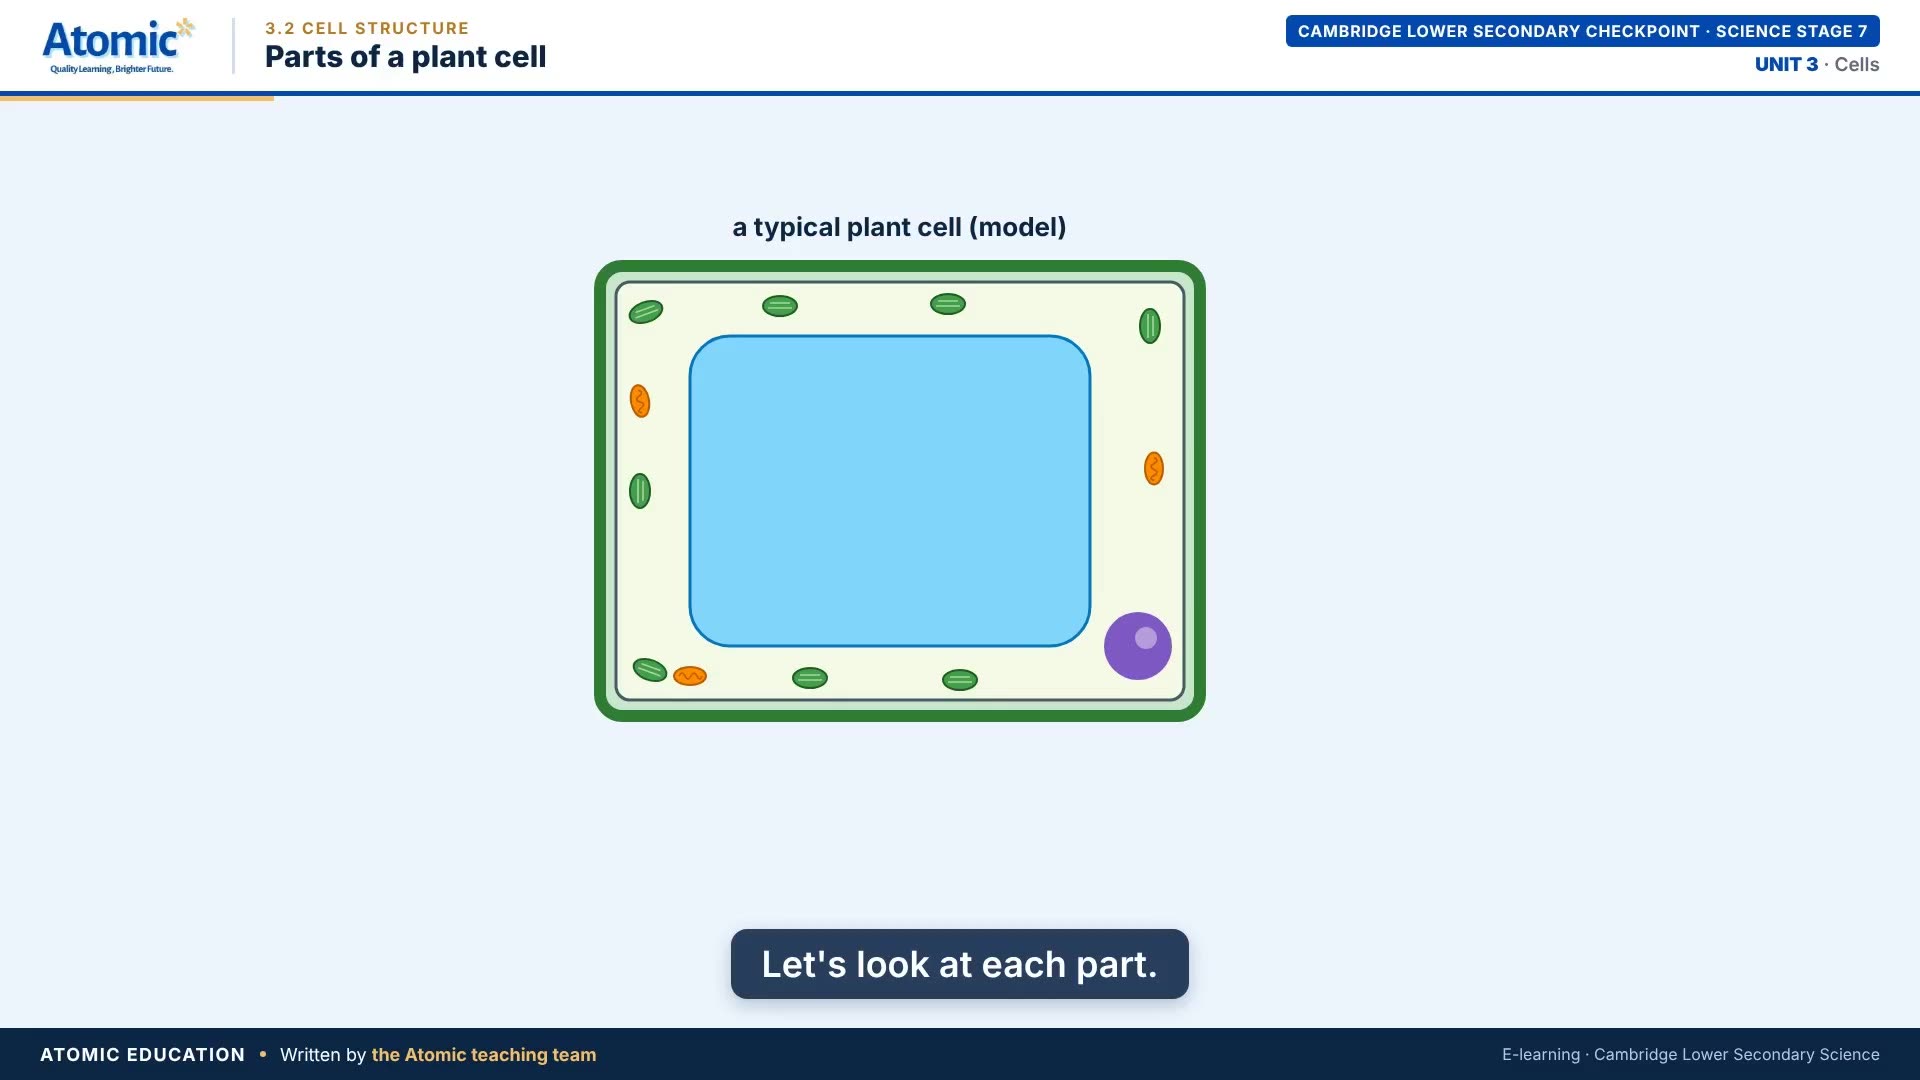 Atomic
Quality Learning, Brighter Future.
3.2 CELL STRUCTURE
Parts of a plant cell
CAMBRIDGE LOWER SECONDARY CHECKPOINT · SCIENCE STAGE 7
UNIT 3 · Cells
a typical plant cell (model)
Let's look at each part.
ATOMIC EDUCATION • Written by the Atomic teaching team
E-learning · Cambridge Lower Secondary Science